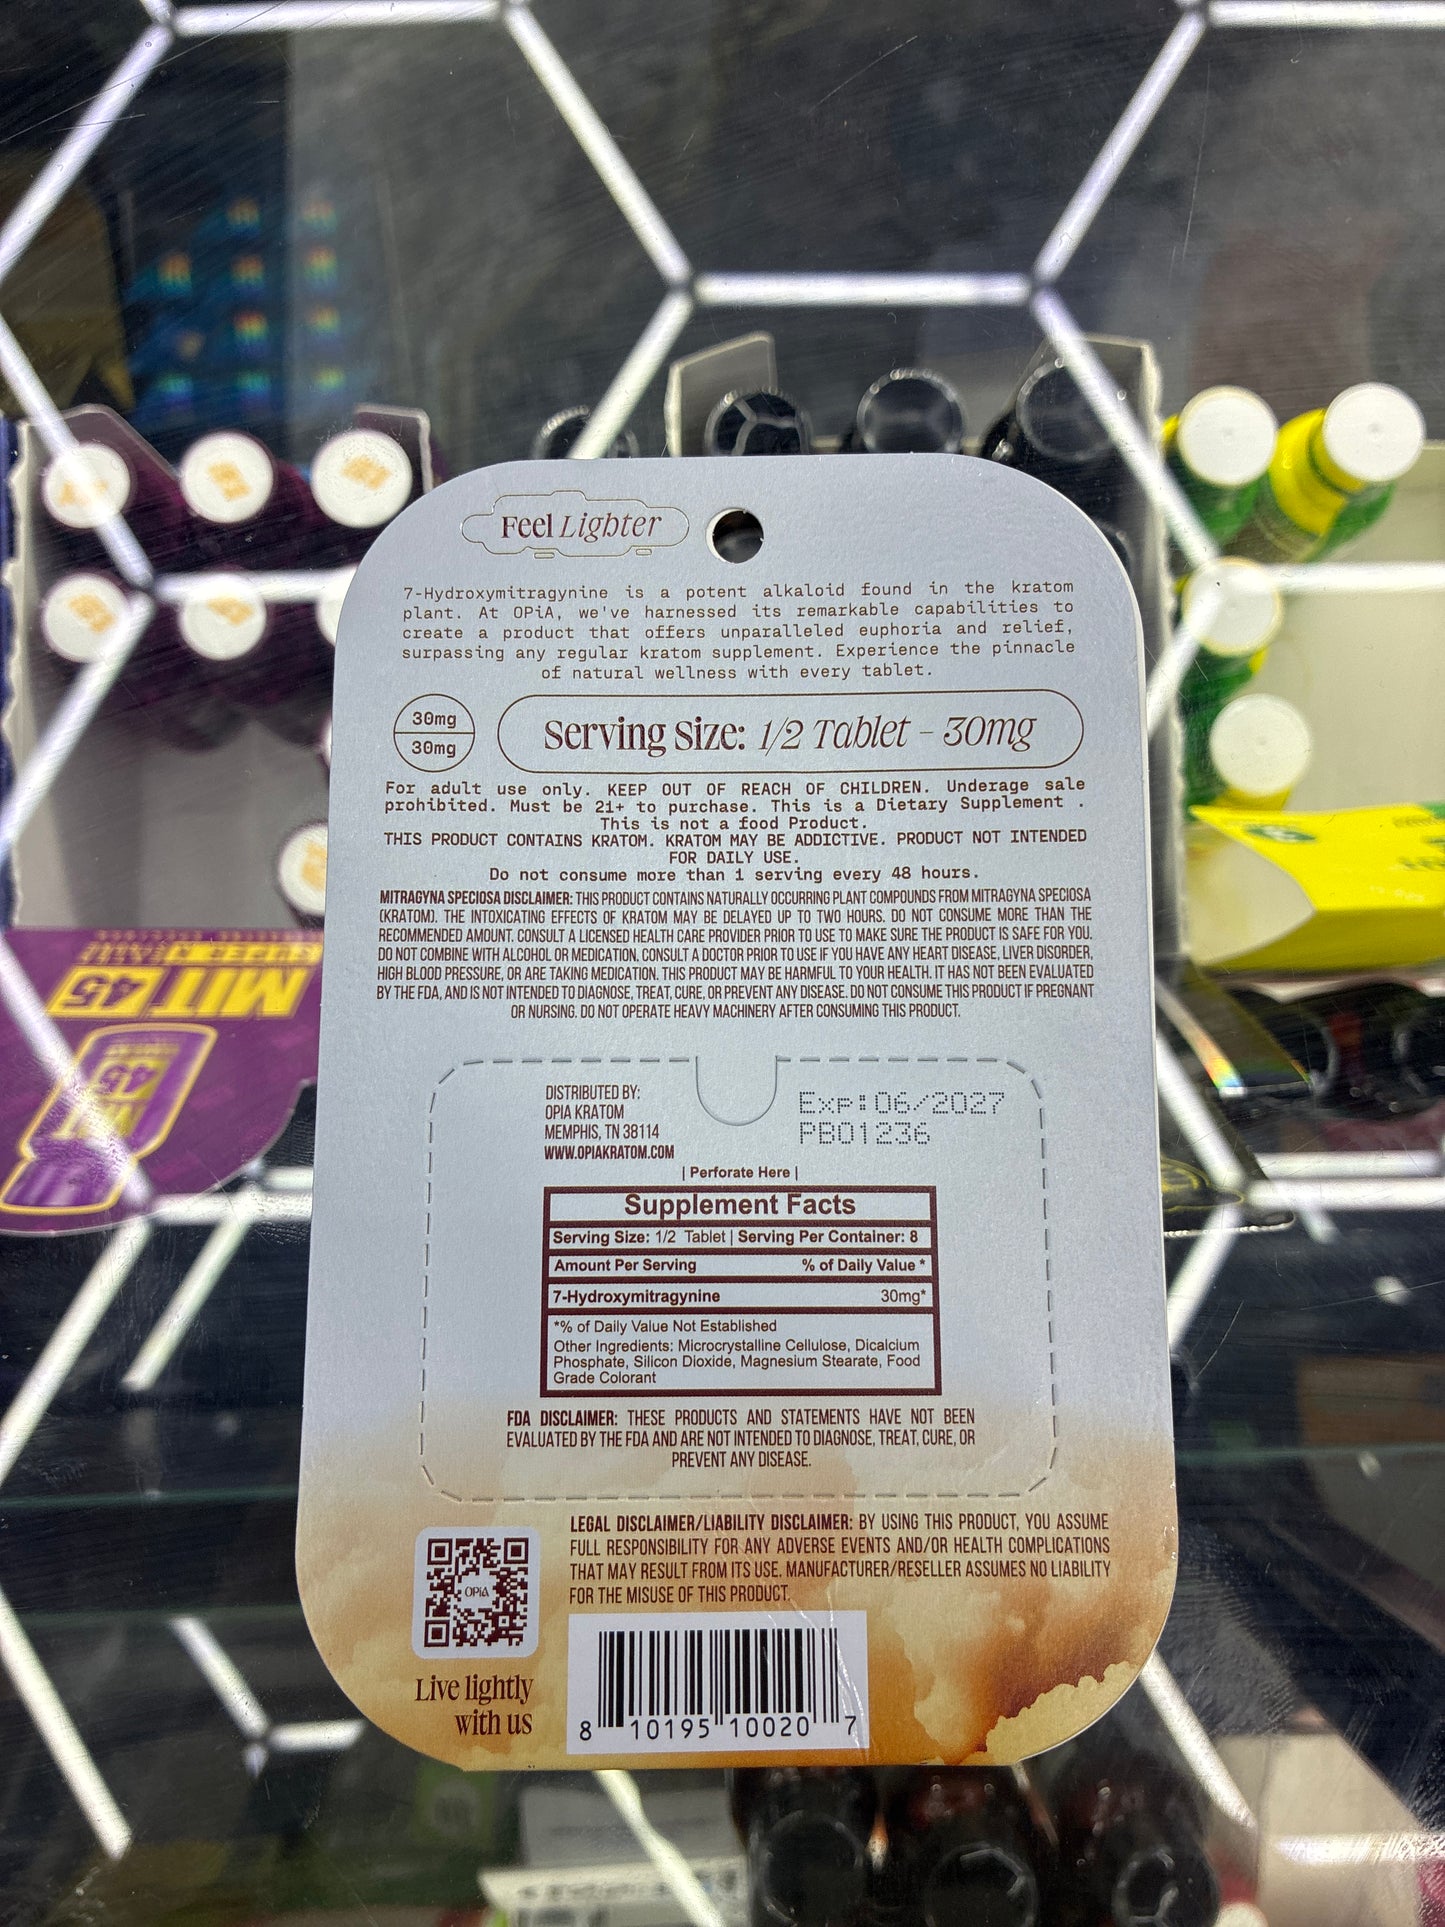 Feel Lighter
7-Hydroxymitragynine is a potent alkaloid found in the kratom
plant. At OPiA, we've harnessed its remarkable capabilities to
create a product that offers unparalleled euphoria and relief,
surpassing any regular kratom supplement. Experience the pinnacle
of natural wellness with every tablet.
30mg
30mg
Serving Size: 1/2 Tablet - 30mg
For adult use only. KEEP OUT OF REACH OF CHILDREN. Underage sale
prohibited. Must be 21+ to purchase. This is a Dietary Supplement .
This is not a food Product.
THIS PRODUCT CONTAINS KRATOM. KRATOM MAY BE ADDICTIVE. PRODUCT NOT INTENDED
FOR DAILY USE.
Do not consume more than 1 serving every 48 hours.
MITRAGYNA SPECIOSA DISCLAIMER: THIS PRODUCT CONTAINS NATURALLY OCCURRING PLANT COMPOUNDS FROM MITRAGYNA SPECIOSA
(KRATOM). THE INTOXICATING EFFECTS OF KRATOM MAY BE DELAYED UP TO TWO HOURS. DO NOT CONSUME MORE THAN THE
RECOMMENDED AMOUNT. CONSULT A LICENSED HEALTH CARE PROVIDER PRIOR TO USE TO MAKE SURE THE PRODUCT IS SAFE FOR YOU.
DO NOT COMBINE WITH ALCOHOL OR MEDICATION. CONSULT A DOCTOR PRIOR TO USE IF YOU HAVE ANY HEART DISEASE, LIVER DISORDER,
HIGH BLOOD PRESSURE, OR ARE TAKING MEDICATION. THIS PRODUCT MAY BE HARMFUL TO YOUR HEALTH. IT HAS NOT BEEN EVALUATED
BY THE FDA, AND IS NOT INTENDED TO DIAGNOSE, TREAT, CURE, OR PREVENT ANY DISEASE. DO NOT CONSUME THIS PRODUCT IF PREGNANT
OR NURSING. DO NOT OPERATE HEAVY MACHINERY AFTER CONSUMING THIS PRODUCT.
MIT 45
MIT 45
DISTRIBUTED BY:
OPIA KRATOM
MEMPHIS, TN 38114
WWW.OPIAKRATOM.COM
Exp:06/2027
PB01236
| Perforate Here |
Supplement Facts
Serving Size: 1/2 Tablet | Serving Per Container: 8
Amount Per Serving % of Daily Value *
7-Hydroxymitragynine 30mg*
*% of Daily Value Not Established
Other Ingredients: Microcrystalline Cellulose, Dicalcium
Phosphate, Silicon Dioxide, Magnesium Stearate, Food
Grade Colorant
FDA DISCLAIMER: THESE PRODUCTS AND STATEMENTS HAVE NOT BEEN
EVALUATED BY THE FDA AND ARE NOT INTENDED TO DIAGNOSE, TREAT, CURE, OR
PREVENT ANY DISEASE.
LEGAL DISCLAIMER/LIABILITY DISCLAIMER: BY USING THIS PRODUCT, YOU ASSUME
FULL RESPONSIBILITY FOR ANY ADVERSE EVENTS AND/OR HEALTH COMPLICATIONS
THAT MAY RESULT FROM ITS USE. MANUFACTURER/RESELLER ASSUMES NO LIABILITY
FOR THE MISUSE OF THIS PRODUCT.
OPiA
Live lightly
with us
8 10195 10020 7